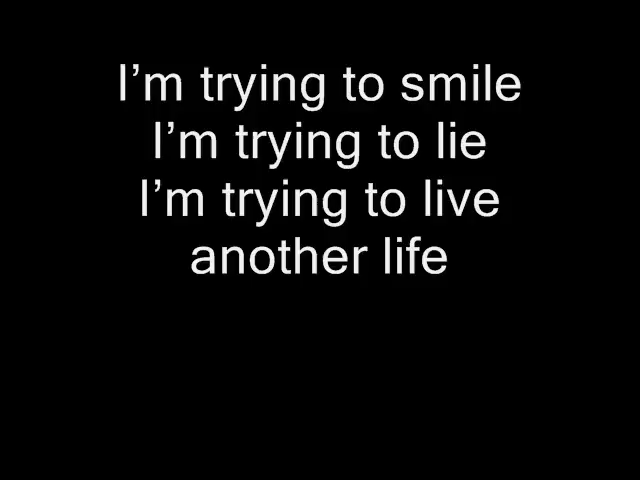 I’m trying to smile
I’m trying to lie
I’m trying to live
another life